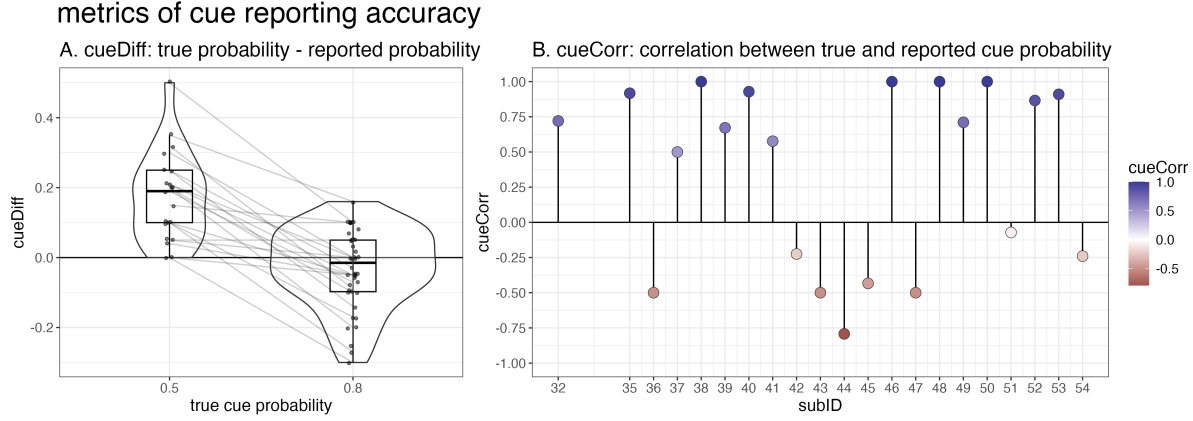 metrics of cue reporting accuracy
A. cueDiff: true probability - reported probability
cueDiff
0.4
0.2
0.0
-0.2
0.5 0.8
true cue probability
B. cueCorr: correlation between true and reported cue probability
cueCorr
1.00
0.75
0.50
0.25
0.00
-0.25
-0.50
-0.75
-1.00
32 35 36 37 38 39 40 41 42 43 44 45 46 47 48 49 50 51 52 53 54
subID
cueCorr
1.0
0.5
0.0
-0.5